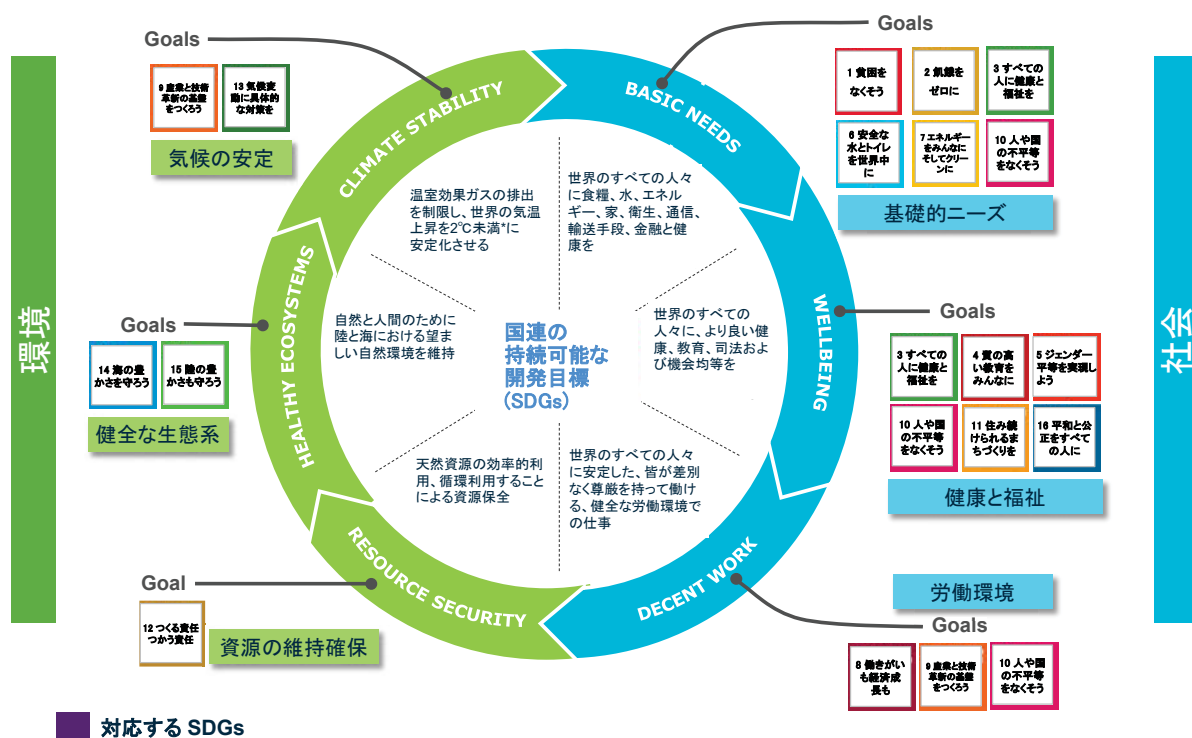 環境
社会
Goals
9 産業と技術
革新の基盤
をつくろう
13 気候変
動に具体的
な対策を
気候の安定
Goals
1 貧困を
なくそう
2 飢餓を
ゼロに
3 すべての
人に健康と
福祉を
6 安全な
水とトイレ
を世界中
に
7 エネルギー
をみんなに
そしてクリー
ンに
10 人や国
の不平等
をなくそう
基礎的ニーズ
CLIMATE STABILITY
BASIC NEEDS
温室効果ガスの排出
を制限し、世界の気温
上昇を2℃未満*に
安定化させる
世界のすべての人々
に食糧、水、エネル
ギー、家、衛生、通信、
輸送手段、金融と健
康を
HEALTHY ECOSYSTEMS
WELLBEING
Goals
14 海の豊
かさを守ろう
15 陸の豊
かさも守ろう
健全な生態系
自然と人間のために
陸と海における望ま
しい自然環境を維持
国連の
持続可能な
開発目標
(SDGs)
世界のすべての
人々に、より良い健
康、教育、司法およ
び機会均等を
Goals
3 すべての
人に健康と
福祉を
4 質の高
い教育を
みんなに
5 ジェンダー
平等を実現し
よう
10 人や国
の不平等
をなくそう
11 住み続
けられるま
ちづくりを
16 平和と公
正をすべて
の人に
健康と福祉
天然資源の効率的利
用、循環利用すること
による資源保全
世界のすべての人々
に安定した、皆が差別
なく尊厳を持って働け
る、健全な労働環境で
の仕事
RESOURCE SECURITY
DECENT WORK
Goal
12 つくる責任
つかう責任
資源の維持確保
労働環境
Goals
8 働きがい
も経済成
長も
9 産業と技術
革新の基盤
をつくろう
10 人や国
の不平等
をなくそう
対応する SDGs